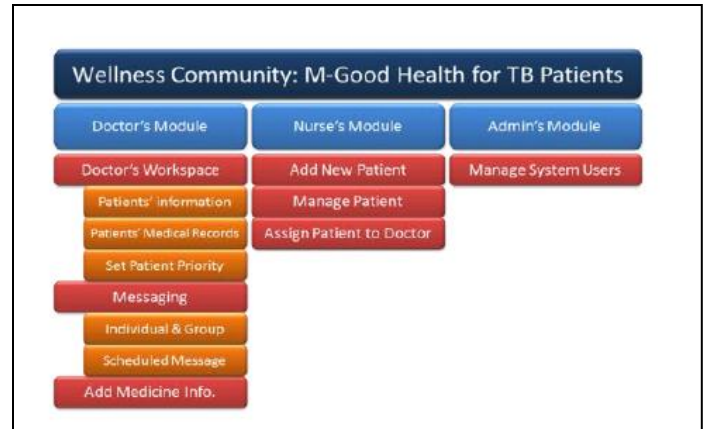 Wellness Community: M-Good Health for TB Patients
Doctor's Module
Nurse's Module
Admin's Module
Doctor's Workspace
Add New Patient
Manage System Users
Patients' information
Manage Patient
Patients' Medical Records
Assign Patient to Doctor
Set Patient Priority
Messaging
Individual & Group
Scheduled Message
Add Medicine Info.